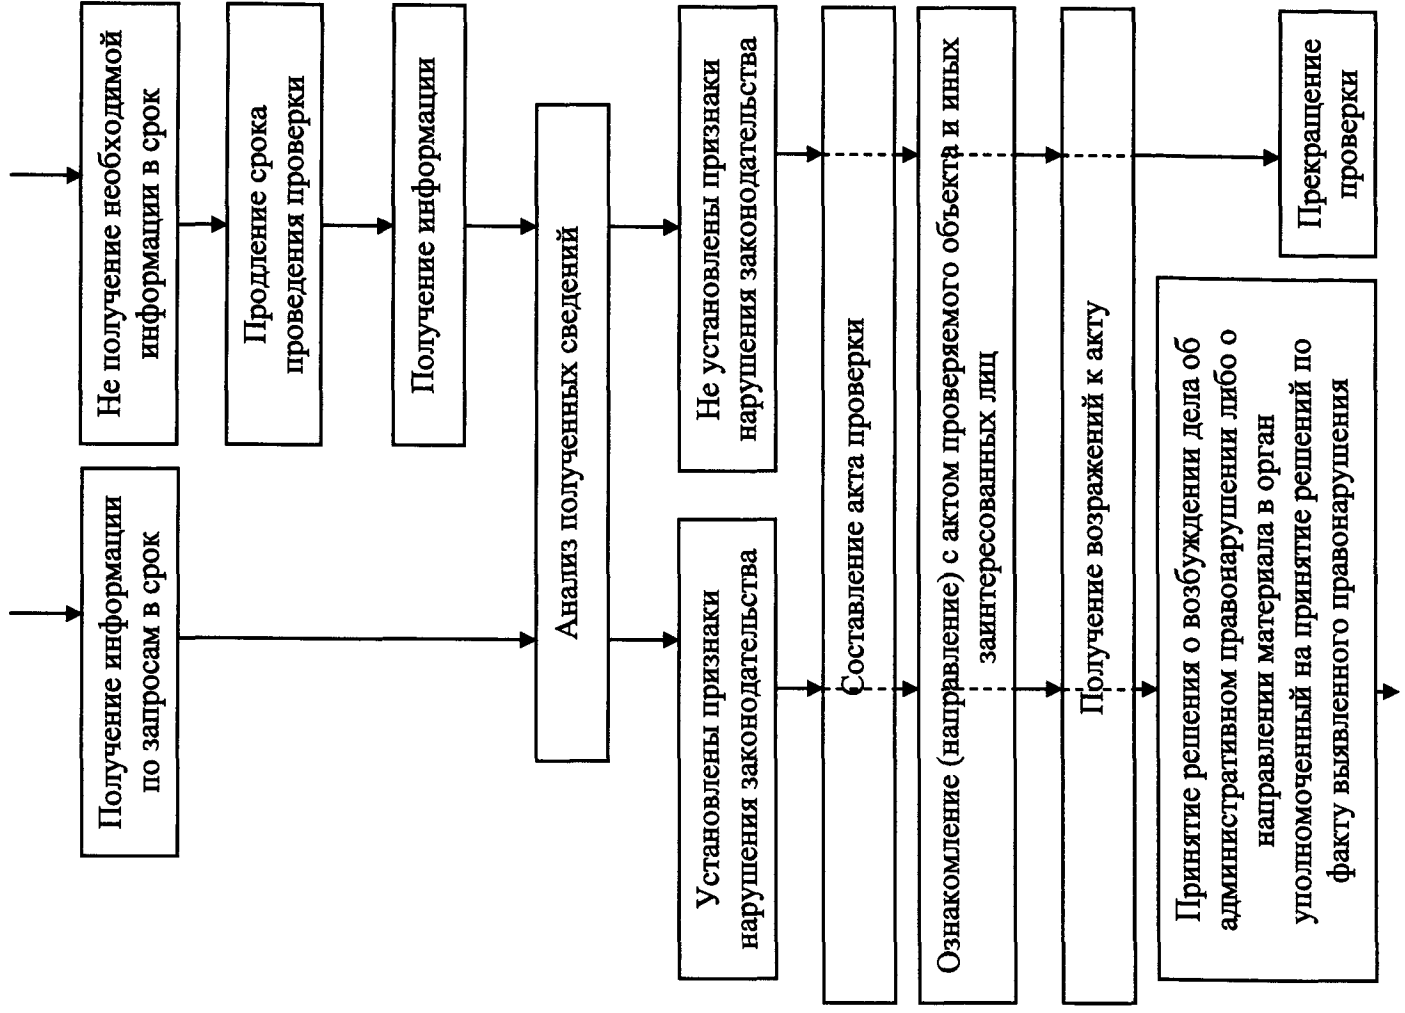 Получение информации
по запросам в срок
Не получение необходимой
информации в срок
Продление срока
проведения проверки
Получение информации
Анализ полученных сведений
Установлены признаки
нарушения законодательства
Не установлены признаки
нарушения законодательства
Составление акта проверки
Ознакомление (направление) с актом проверяемого объекта и иных
заинтересованных лиц
Получение возражений к акту
Принятие решения о возбуждении дела об
административном правонарушении либо о
направлении материала в орган
уполномоченный на принятие решений по
факту выявленного правонарушения
Прекращение
проверки